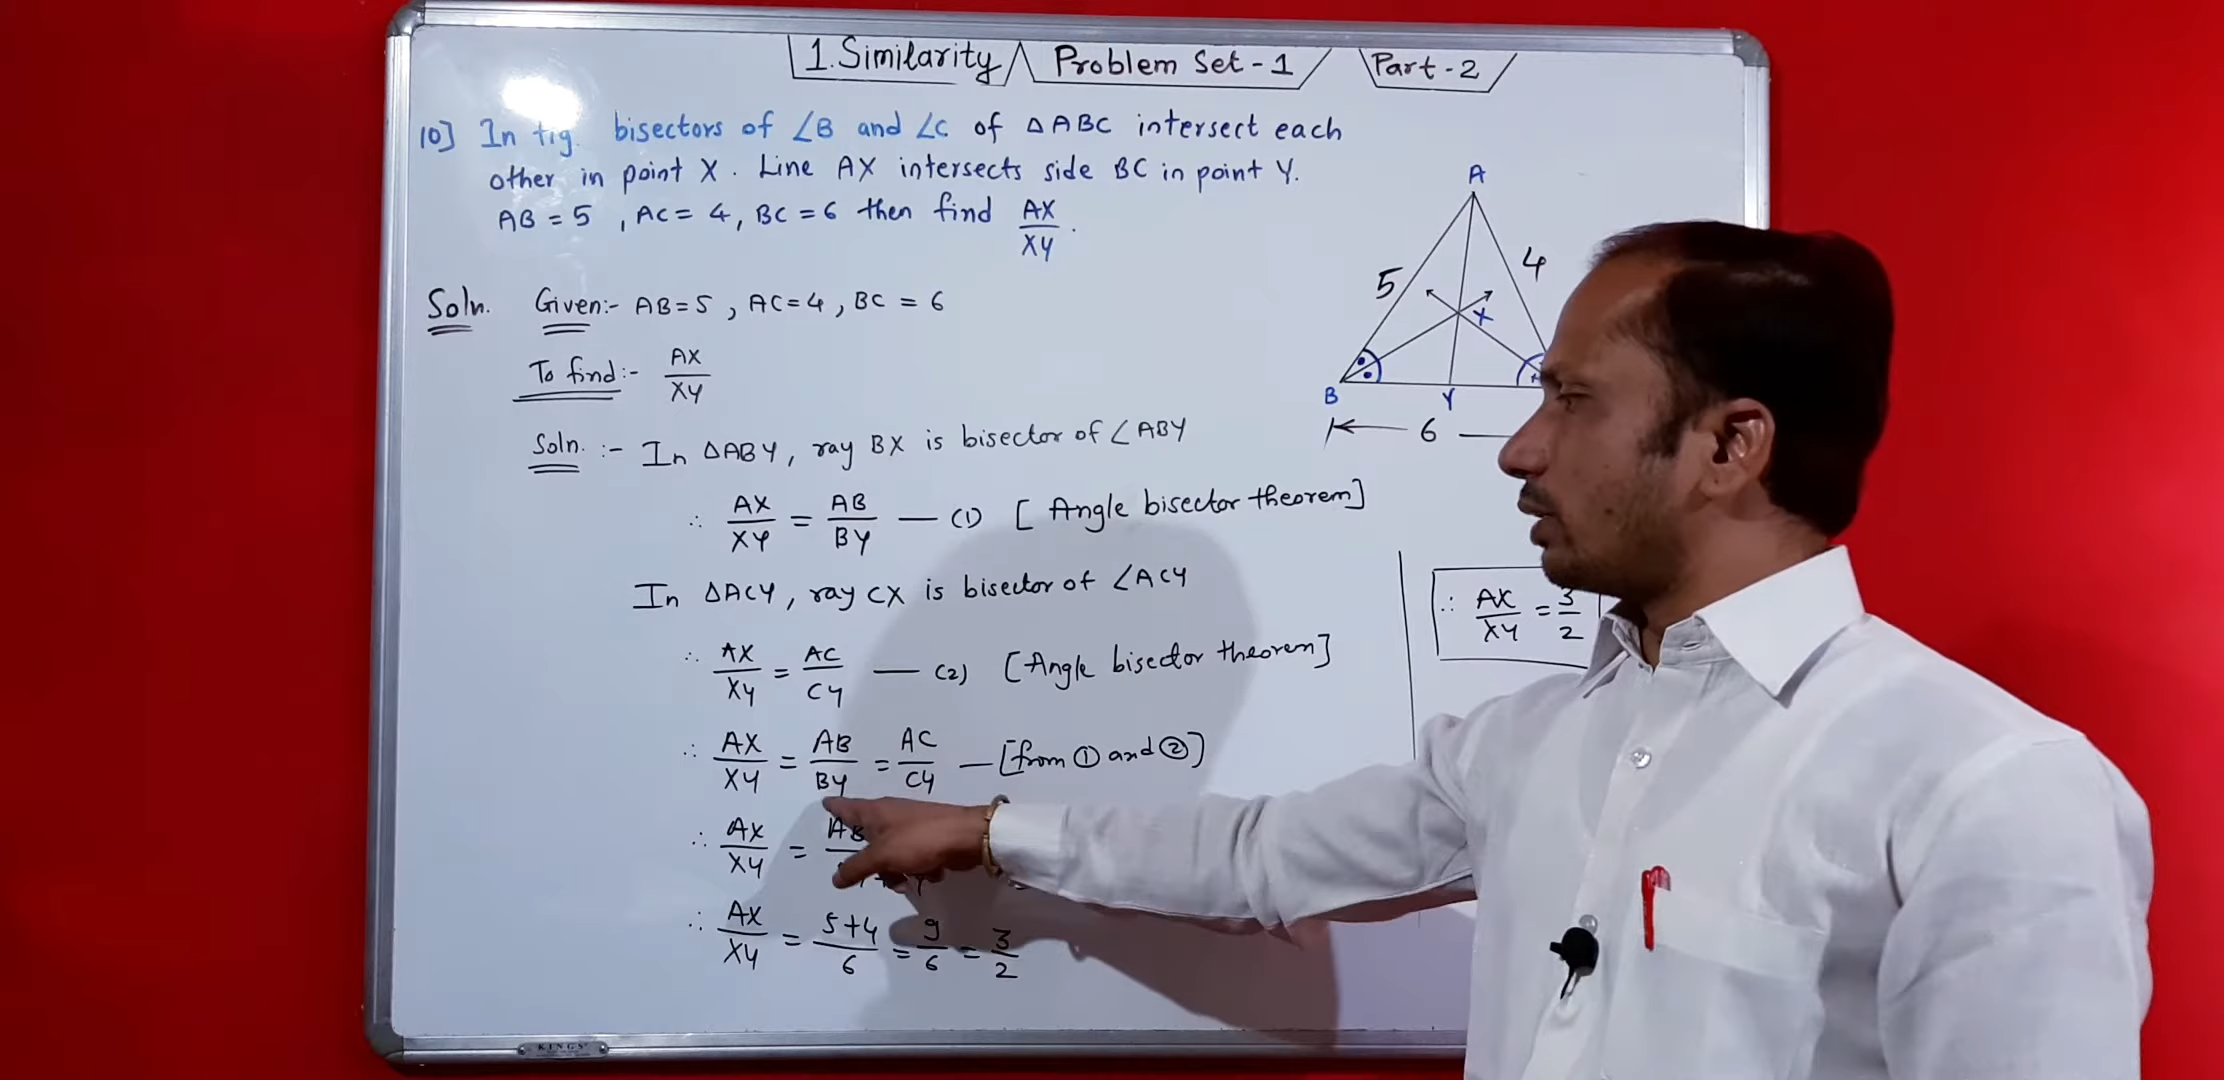 1. Similarity Problem Set - 1 Part - 2
10] In fig. bisectors of ∠B and ∠C of △ABC intersect each
other in point X. Line AX intersects side BC in point Y.
AB = 5 , AC = 4, BC = 6 then find AX/XY.
Soln. Given:- AB=5 , AC=4 , BC = 6
To find:- AX/XY
Soln. :- In △ABY, ray BX is bisector of ∠ABY
∴ AX/XY = AB/BY — (1) [ Angle bisector theorem]
In △ACY, ray CX is bisector of ∠ACY
∴ AX/XY = AC/CY — (2) [Angle bisector theorem]
∴ AX/XY = AB/BY = AC/CY — [from ① and ②]
∴ AX/XY = AB
∴ AX/XY = 5+4/6 = 9/6 = 3/2
A
5
4
X
B
Y
6
∴ AX/XY = 3/2
KINGS